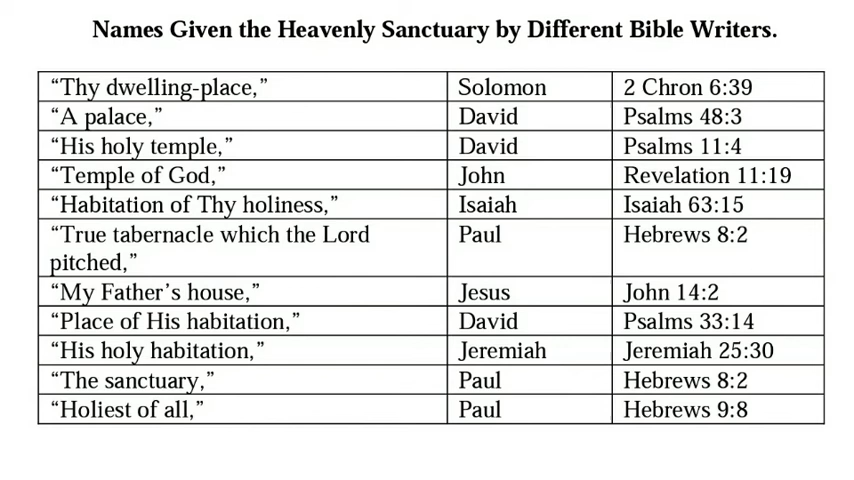 Names Given the Heavenly Sanctuary by Different Bible Writers.
“Thy dwelling-place,” Solomon 2 Chron 6:39
“A palace,” David Psalms 48:3
“His holy temple,” David Psalms 11:4
“Temple of God,” John Revelation 11:19
“Habitation of Thy holiness,” Isaiah Isaiah 63:15
“True tabernacle which the Lord Paul Hebrews 8:2
pitched,”
“My Father’s house,” Jesus John 14:2
“Place of His habitation,” David Psalms 33:14
“His holy habitation,” Jeremiah Jeremiah 25:30
“The sanctuary,” Paul Hebrews 8:2
“Holiest of all,” Paul Hebrews 9:8